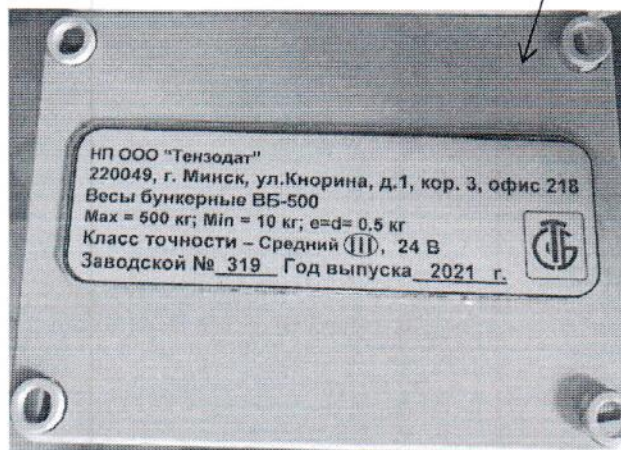 НП ООО "Тензодат"
220049, г. Минск, ул.Кнорина, д.1, кор. 3, офис 218
Весы бункерные ВБ-500
Max = 500 кг; Min = 10 кг; e=d= 0.5 кг
Класс точности – Средний (III), 24 В
Заводской № 319 Год выпуска 2021 г.
СТБ